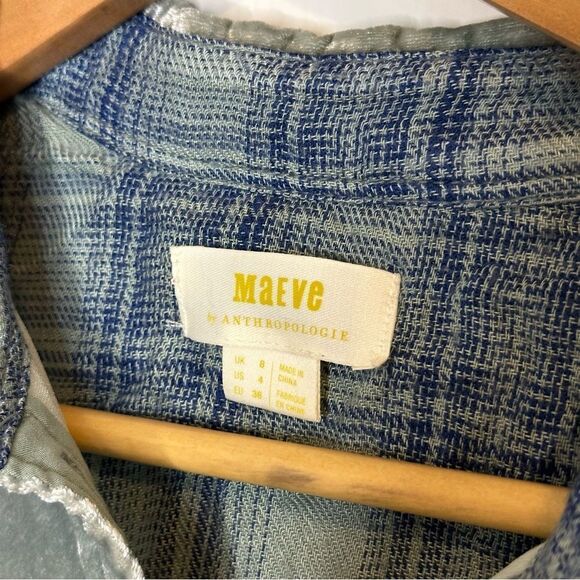 MaEve
by ANTHROPOLOGIE
UK 8
US 4
EU 36
MADE IN
CHINA
FABRIQUÉ
EN CHINE